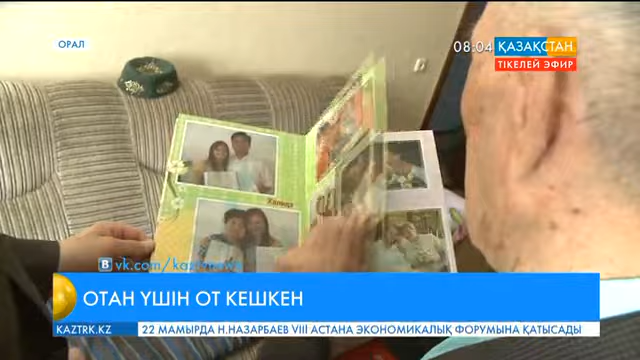 ОРАЛ
08:04
ҚАЗАҚСТАН
ТІКЕЛЕЙ ЭФИР
vk.com/kaztvnews
ОТАН ҮШІН ОТ КЕШКЕН
KAZTRK.KZ
22 МАМЫРДА Н.НАЗАРБАЕВ VIII АСТАНА ЭКОНОМИКАЛЫҚ ФОРУМЫНА ҚАТЫСАДЫ